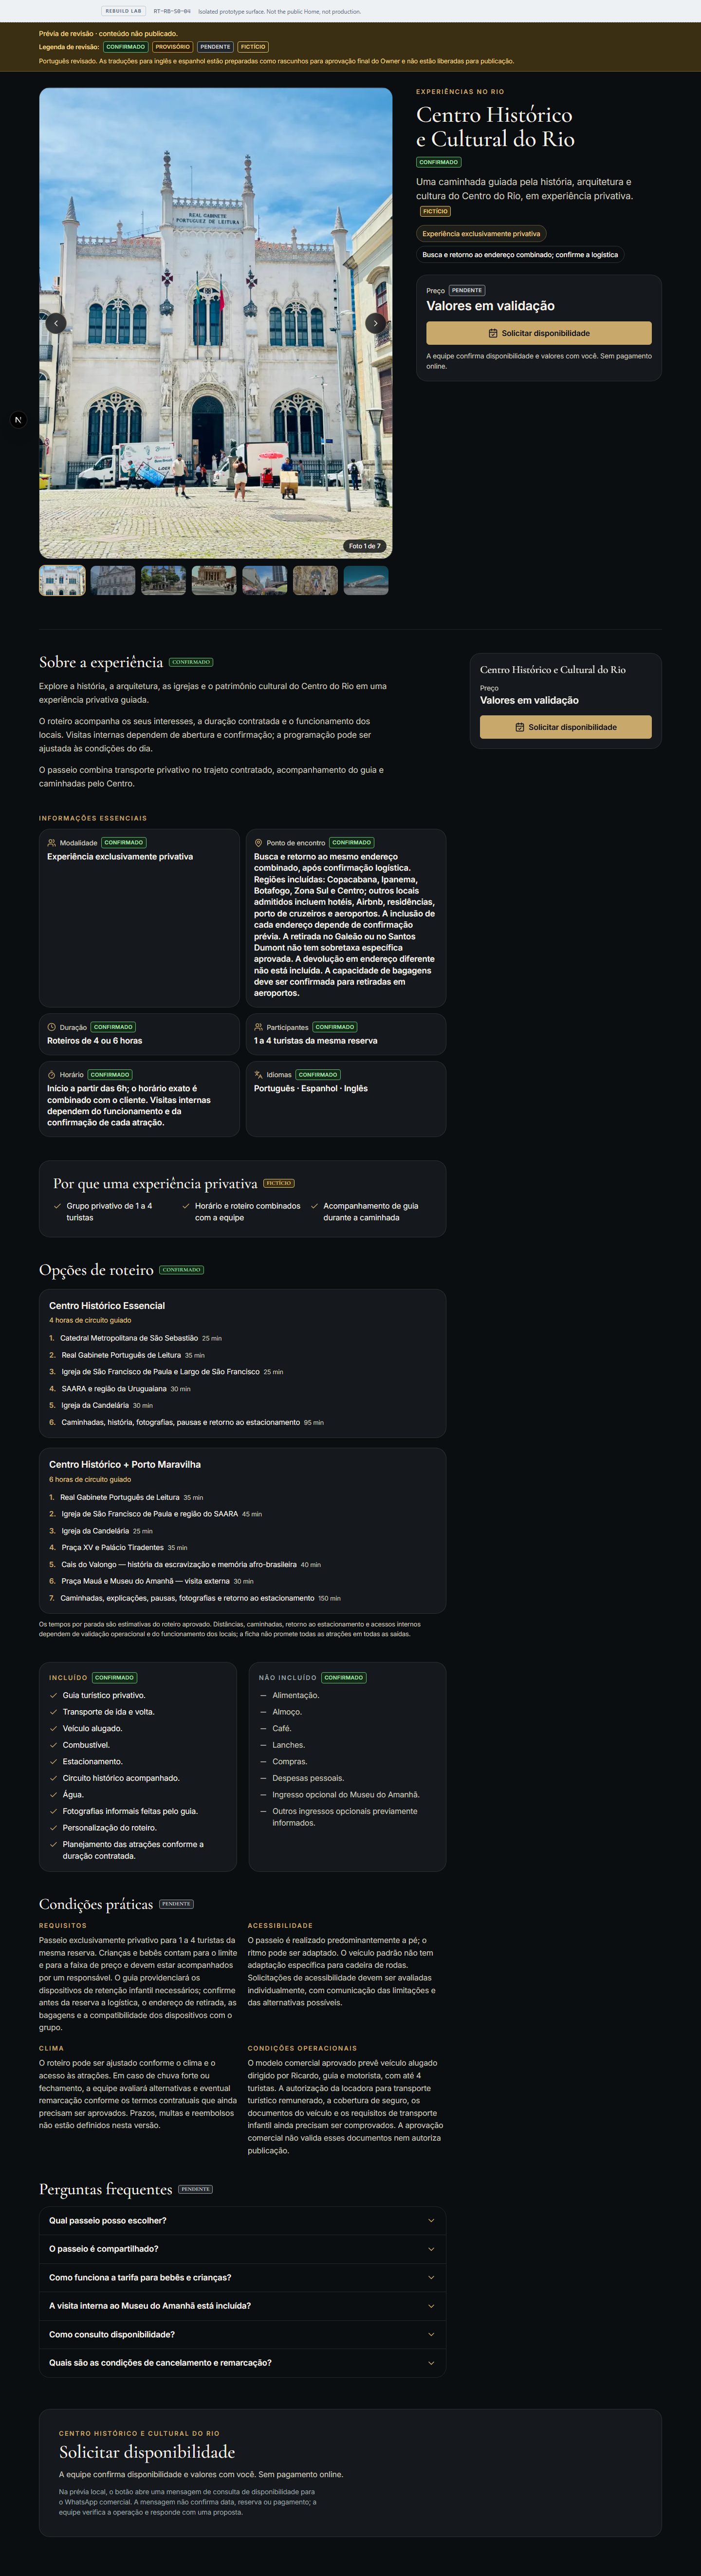 REBUILD LAB RT-RB-50-04 Isolated prototype surface. Not the public Home, not production.
Prévia de revisão · conteúdo não publicado.
Legenda de revisão: CONFIRMADO PROVISÓRIO PENDENTE FICTÍCIO
Português revisado. As traduções para inglês e espanhol estão preparadas como rascunhos para aprovação final do Owner e não estão liberadas para publicação.
REAL GABINETE
PORTUGUEZ DE LEITURA
Foto 1 de 7
N
EXPERIÊNCIAS NO RIO
Centro Histórico
e Cultural do Rio
CONFIRMADO
Uma caminhada guiada pela história, arquitetura e
cultura do Centro do Rio, em experiência privativa.
FICTÍCIO
Experiência exclusivamente privativa
Busca e retorno ao endereço combinado; confirme a logística
Preço PENDENTE
Valores em validação
Solicitar disponibilidade
A equipe confirma disponibilidade e valores com você. Sem pagamento
online.
Sobre a experiência CONFIRMADO
Explore a história, a arquitetura, as igrejas e o patrimônio cultural do Centro do Rio em uma
experiência privativa guiada.
O roteiro acompanha os seus interesses, a duração contratada e o funcionamento dos
locais. Visitas internas dependem de abertura e confirmação; a programação pode ser
ajustada às condições do dia.
O passeio combina transporte privativo no trajeto contratado, acompanhamento do guia e
caminhadas pelo Centro.
Centro Histórico e Cultural do Rio
Preço
Valores em validação
Solicitar disponibilidade
INFORMAÇÕES ESSENCIAIS
Modalidade CONFIRMADO
Experiência exclusivamente privativa
Ponto de encontro CONFIRMADO
Busca e retorno ao mesmo endereço
combinado, após confirmação logística.
Regiões incluídas: Copacabana, Ipanema,
Botafogo, Zona Sul e Centro; outros locais
admitidos incluem hotéis, Airbnb, residências,
porto de cruzeiros e aeroportos. A inclusão de
cada endereço depende de confirmação
prévia. A retirada no Galeão ou no Santos
Dumont não tem sobretaxa específica
aprovada. A devolução em endereço diferente
não está incluída. A capacidade de bagagens
deve ser confirmada para retiradas em
aeroportos.
Duração CONFIRMADO
Roteiros de 4 ou 6 horas
Participantes CONFIRMADO
1 a 4 turistas da mesma reserva
Horário CONFIRMADO
Início a partir das 6h; o horário exato é
combinado com o cliente. Visitas internas
dependem do funcionamento e da
confirmação de cada atração.
Idiomas CONFIRMADO
Português · Espanhol · Inglês
Por que uma experiência privativa FICTÍCIO
Grupo privativo de 1 a 4
turistas
Horário e roteiro combinados
com a equipe
Acompanhamento de guia
durante a caminhada
Opções de roteiro CONFIRMADO
Centro Histórico Essencial
4 horas de circuito guiado
1. Catedral Metropolitana de São Sebastião 25 min
2. Real Gabinete Português de Leitura 35 min
3. Igreja de São Francisco de Paula e Largo de São Francisco 25 min
4. SAARA e região da Uruguaiana 30 min
5. Igreja da Candelária 30 min
6. Caminhadas, história, fotografias, pausas e retorno ao estacionamento 95 min
Centro Histórico + Porto Maravilha
6 horas de circuito guiado
1. Real Gabinete Português de Leitura 35 min
2. Igreja de São Francisco de Paula e região do SAARA 45 min
3. Igreja da Candelária 25 min
4. Praça XV e Palácio Tiradentes 35 min
5. Cais do Valongo — história da escravização e memória afro-brasileira 40 min
6. Praça Mauá e Museu do Amanhã — visita externa 30 min
7. Caminhadas, explicações, pausas, fotografias e retorno ao estacionamento 150 min
Os tempos por parada são estimativas do roteiro aprovado. Distâncias, caminhadas, retorno ao estacionamento e acessos internos
dependem de validação operacional e do funcionamento dos locais; a ficha não promete todas as atrações em todas as saídas.
INCLUÍDO CONFIRMADO
Guia turístico privativo.
Transporte de ida e volta.
Veículo alugado.
Combustível.
Estacionamento.
Circuito histórico acompanhado.
Água.
Fotografias informais feitas pelo guia.
Personalização do roteiro.
Planejamento das atrações conforme a
duração contratada.
NÃO INCLUÍDO CONFIRMADO
Alimentação.
Almoço.
Café.
Lanches.
Compras.
Despesas pessoais.
Ingresso opcional do Museu do Amanhã.
Outros ingressos opcionais previamente
informados.
Condições práticas PENDENTE
REQUISITOS
Passeio exclusivamente privativo para 1 a 4 turistas da
mesma reserva. Crianças e bebês contam para o limite
e para a faixa de preço e devem estar acompanhados
por um responsável. O guia providenciará os
dispositivos de retenção infantil necessários; confirme
antes da reserva a logística, o endereço de retirada, as
bagagens e a compatibilidade dos dispositivos com o
grupo.
ACESSIBILIDADE
O passeio é realizado predominantemente a pé; o
ritmo pode ser adaptado. O veículo padrão não tem
adaptação específica para cadeira de rodas.
Solicitações de acessibilidade devem ser avaliadas
individualmente, com comunicação das limitações e
das alternativas possíveis.
CLIMA
O roteiro pode ser ajustado conforme o clima e o
acesso às atrações. Em caso de chuva forte ou
fechamento, a equipe avaliará alternativas e eventual
remarcação conforme os termos contratuais que ainda
precisam ser aprovados. Prazos, multas e reembolsos
não estão definidos nesta versão.
CONDIÇÕES OPERACIONAIS
O modelo comercial aprovado prevê veículo alugado
dirigido por Ricardo, guia e motorista, com até 4
turistas. A autorização da locadora para transporte
turístico remunerado, a cobertura de seguro, os
documentos do veículo e os requisitos de transporte
infantil ainda precisam ser comprovados. A aprovação
comercial não valida esses documentos nem autoriza
publicação.
Perguntas frequentes PENDENTE
Qual passeio posso escolher?
O passeio é compartilhado?
Como funciona a tarifa para bebês e crianças?
A visita interna ao Museu do Amanhã está incluída?
Como consulto disponibilidade?
Quais são as condições de cancelamento e remarcação?
CENTRO HISTÓRICO E CULTURAL DO RIO
Solicitar disponibilidade
A equipe confirma disponibilidade e valores com você. Sem pagamento online.
Na prévia local, o botão abre uma mensagem de consulta de disponibilidade para
o WhatsApp comercial. A mensagem não confirma data, reserva ou pagamento; a
equipe verifica a operação e responde com uma proposta.